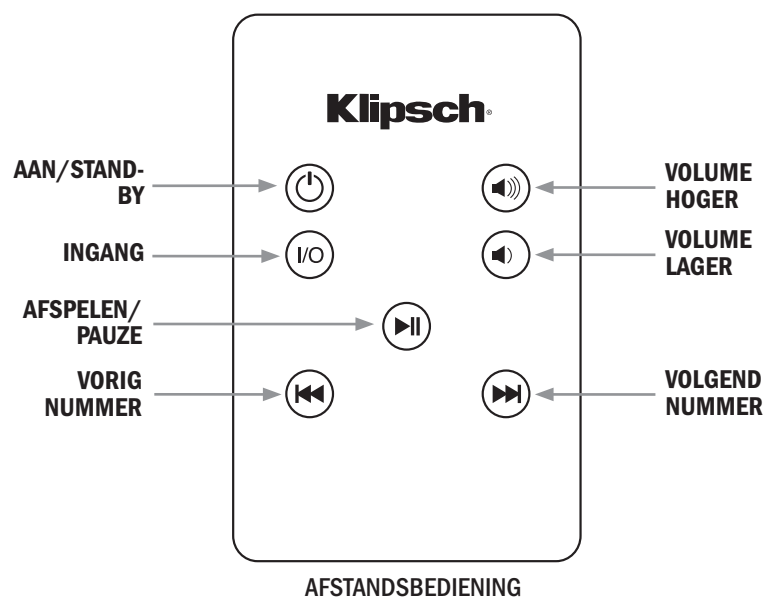 Klipsch®
AAN/STAND-
BY
VOLUME
HOGER
INGANG
I/O
VOLUME
LAGER
AFSPELEN/
PAUZE
VORIG
NUMMER
VOLGEND
NUMMER
AFSTANDSBEDIENING